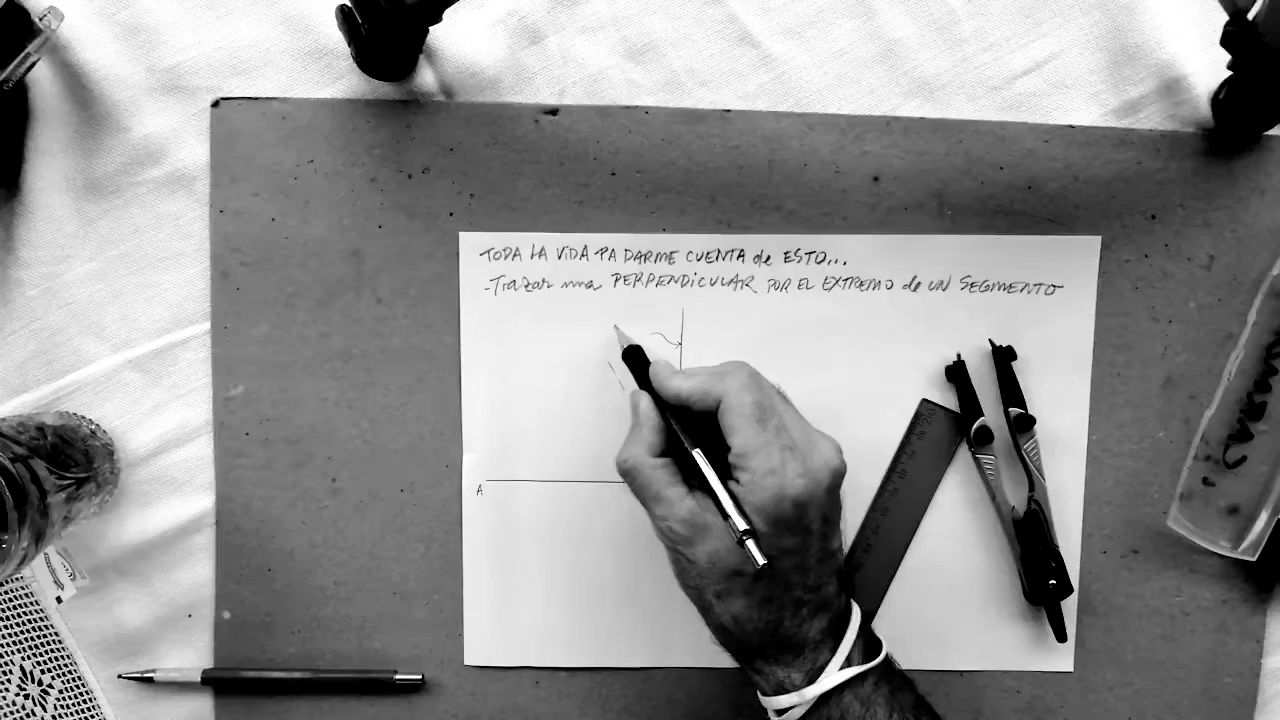 TODA LA ViDA PA DARME CUENTA de ESTO...
-Trazar una PERPENDiCULAR POR EL EXTREMO de UN SEGMENTO
A